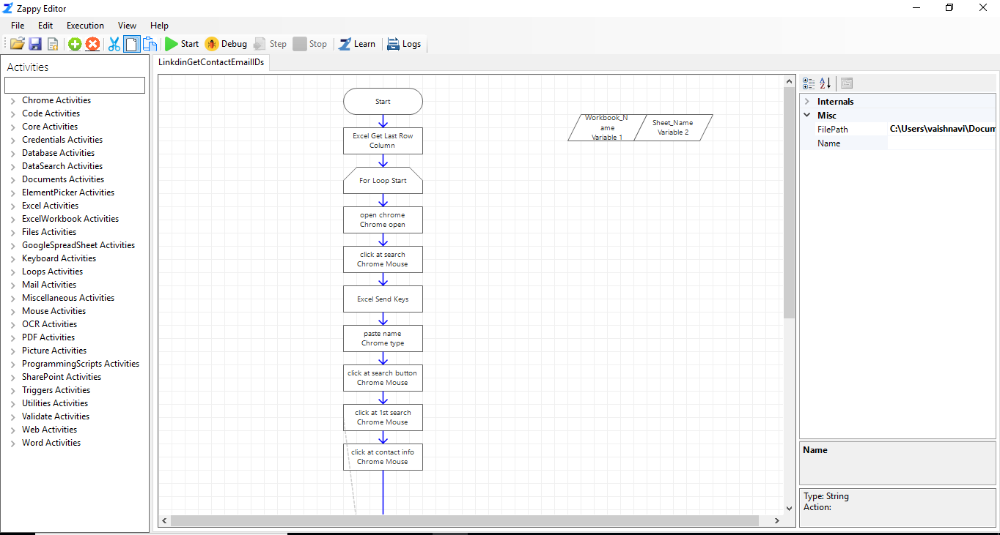 Zappy Editor
File Edit Execution View Help
Start Debug Step Stop Learn Logs
Activities
LinkdinGetContactEmailIDs
Chrome Activities
Code Activities
Core Activities
Credentials Activities
Database Activities
DataSearch Activities
Documents Activities
ElementPicker Activities
Excel Activities
ExcelWorkbook Activities
Files Activities
GoogleSpreadSheet Activities
Keyboard Activities
Loops Activities
Mail Activities
Miscellaneous Activities
Mouse Activities
OCR Activities
PDF Activities
Picture Activities
ProgrammingScripts Activities
SharePoint Activities
Triggers Activities
Utilities Activities
Validate Activities
Web Activities
Word Activities
Start
Excel Get Last Row
Column
For Loop Start
open chrome
Chrome open
click at search
Chrome Mouse
Excel Send Keys
paste name
Chrome type
click at search button
Chrome Mouse
click at 1st search
Chrome Mouse
click at contact info
Chrome Mouse
Workbook_N
ame
Variable 1
Sheet_Name
Variable 2
A
Z
Internals
Misc
FilePath C:\Users\vaishnavi\Docum
Name
Name
Type: String
Action: